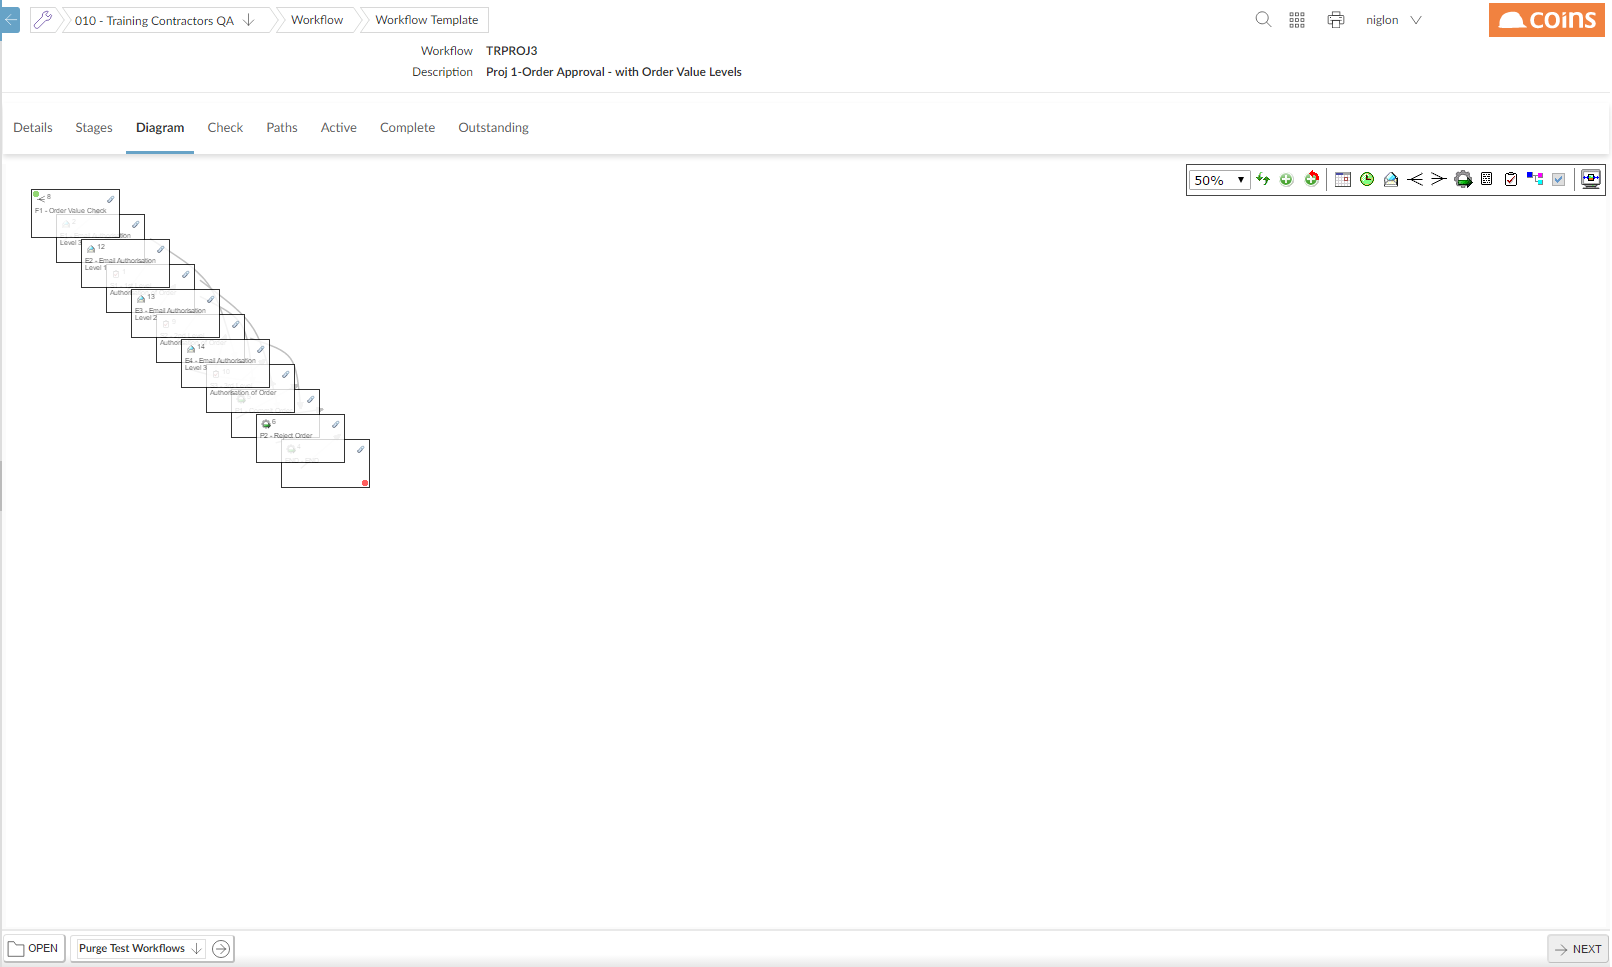 010 - Training Contractors QA
Workflow
Workflow Template
niglon
coins
Workflow TRPROJ3
Description Proj 1-Order Approval - with Order Value Levels
Details
Stages
Diagram
Check
Paths
Active
Complete
Outstanding
50%
8
F1 - Order Value Check
2
Level 3
12
E2 - Email Authorisation
Level 1
13
E3 - Email Authorisation
Level 2
14
E4 - Email Authorisation
Level 3
10
Authorisation of Order
6
P2 - Reject Order
OPEN
Purge Test Workflows
NEXT